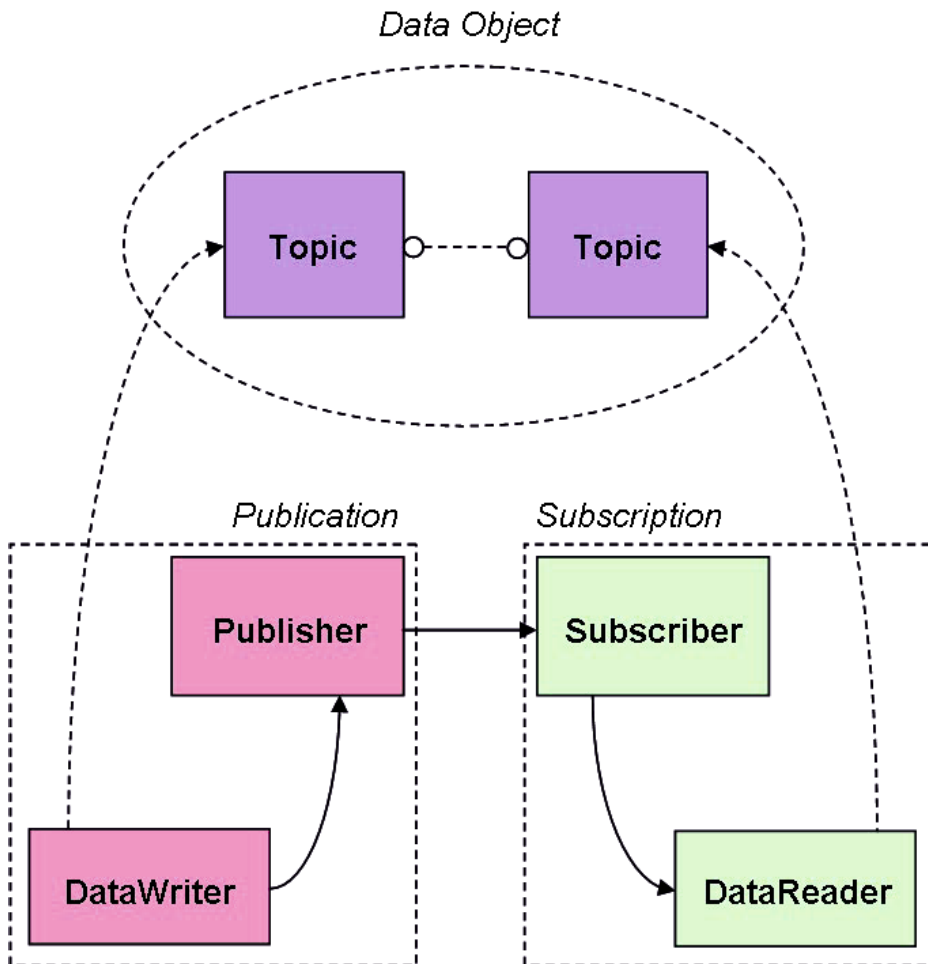 Data Object
Topic
Topic
Publication
Subscription
Publisher
Subscriber
DataWriter
DataReader